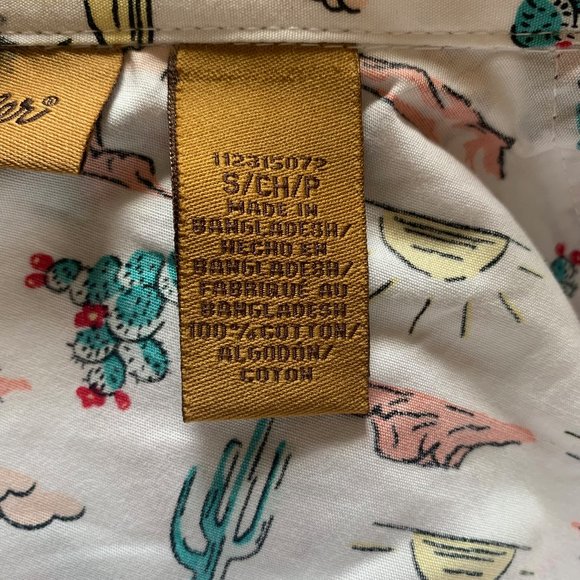 112315072
S/CH/P
MADE IN
BANGLADESH/
HECHO EN
BANGLADESH/
FABRIQUÉ AU
BANGLADESH
100% COTTON/
ALGODÓN/
COTON